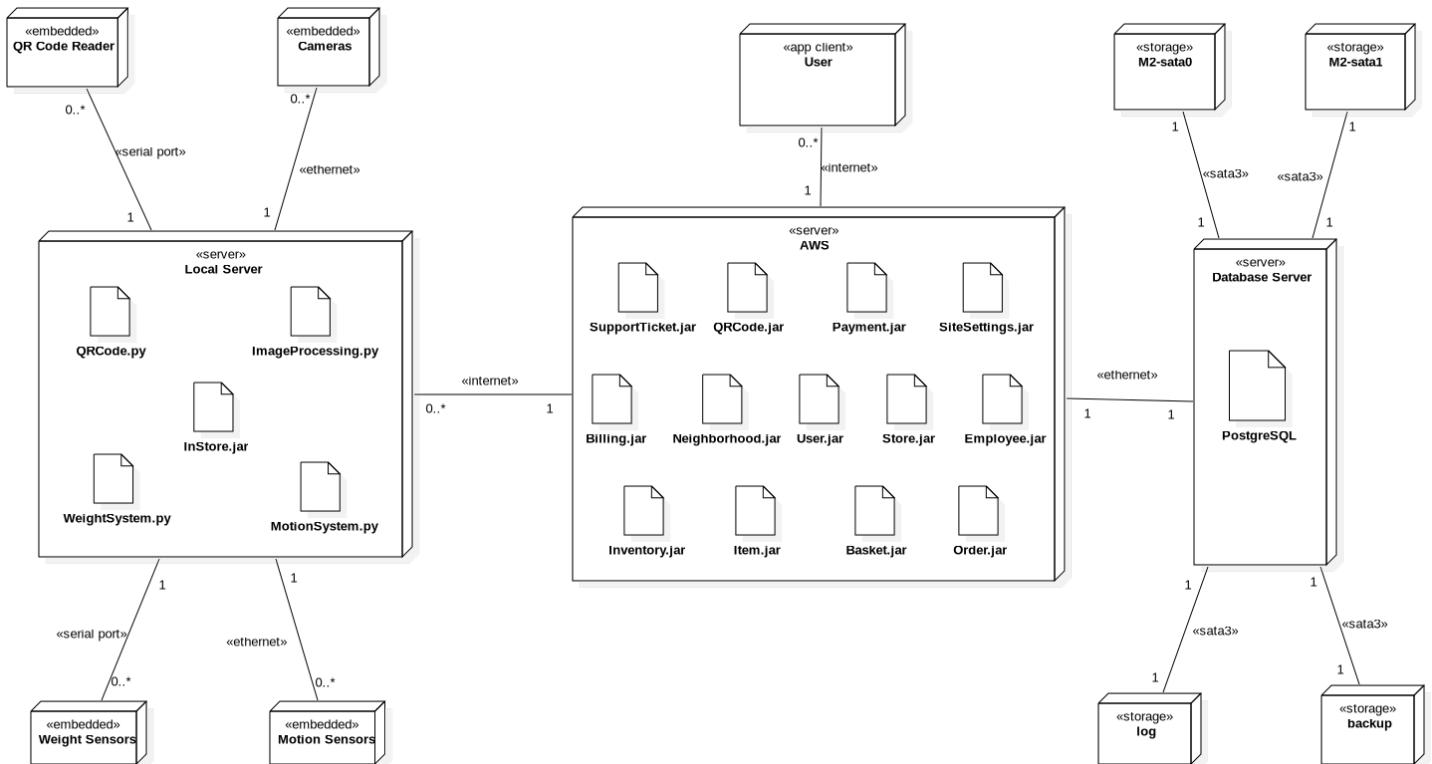 «embedded»
QR Code Reader
«embedded»
Cameras
«app client»
User
«storage»
M2-sata0
«storage»
M2-sata1
0..*
0..*
0..*
1
1
«serial port»
«ethernet»
«internet»
«sata3»
«sata3»
1
1
1
1
1
«server»
Local Server
QRCode.py
ImageProcessing.py
InStore.jar
WeightSystem.py
MotionSystem.py
«internet»
0..*
1
«server»
AWS
SupportTicket.jar
QRCode.jar
Payment.jar
SiteSettings.jar
Billing.jar
Neighborhood.jar
User.jar
Store.jar
Employee.jar
Inventory.jar
Item.jar
Basket.jar
Order.jar
«ethernet»
1
1
«server»
Database Server
PostgreSQL
1
1
1
1
«serial port»
«ethernet»
«sata3»
«sata3»
0..*
0..*
1
1
«embedded»
Weight Sensors
«embedded»
Motion Sensors
«storage»
log
«storage»
backup